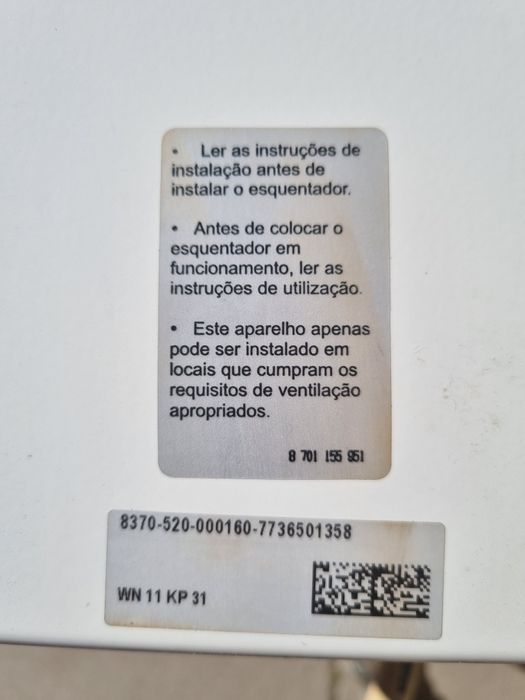 • Ler as instruções de
instalação antes de
instalar o esquentador.
• Antes de colocar o
esquentador em
funcionamento, ler as
instruções de utilização.
• Este aparelho apenas
pode ser instalado em
locais que cumpram os
requisitos de ventilação
apropriados.
8 701 155 951
8370-520-000160-7736501358
WN 11 KP 31